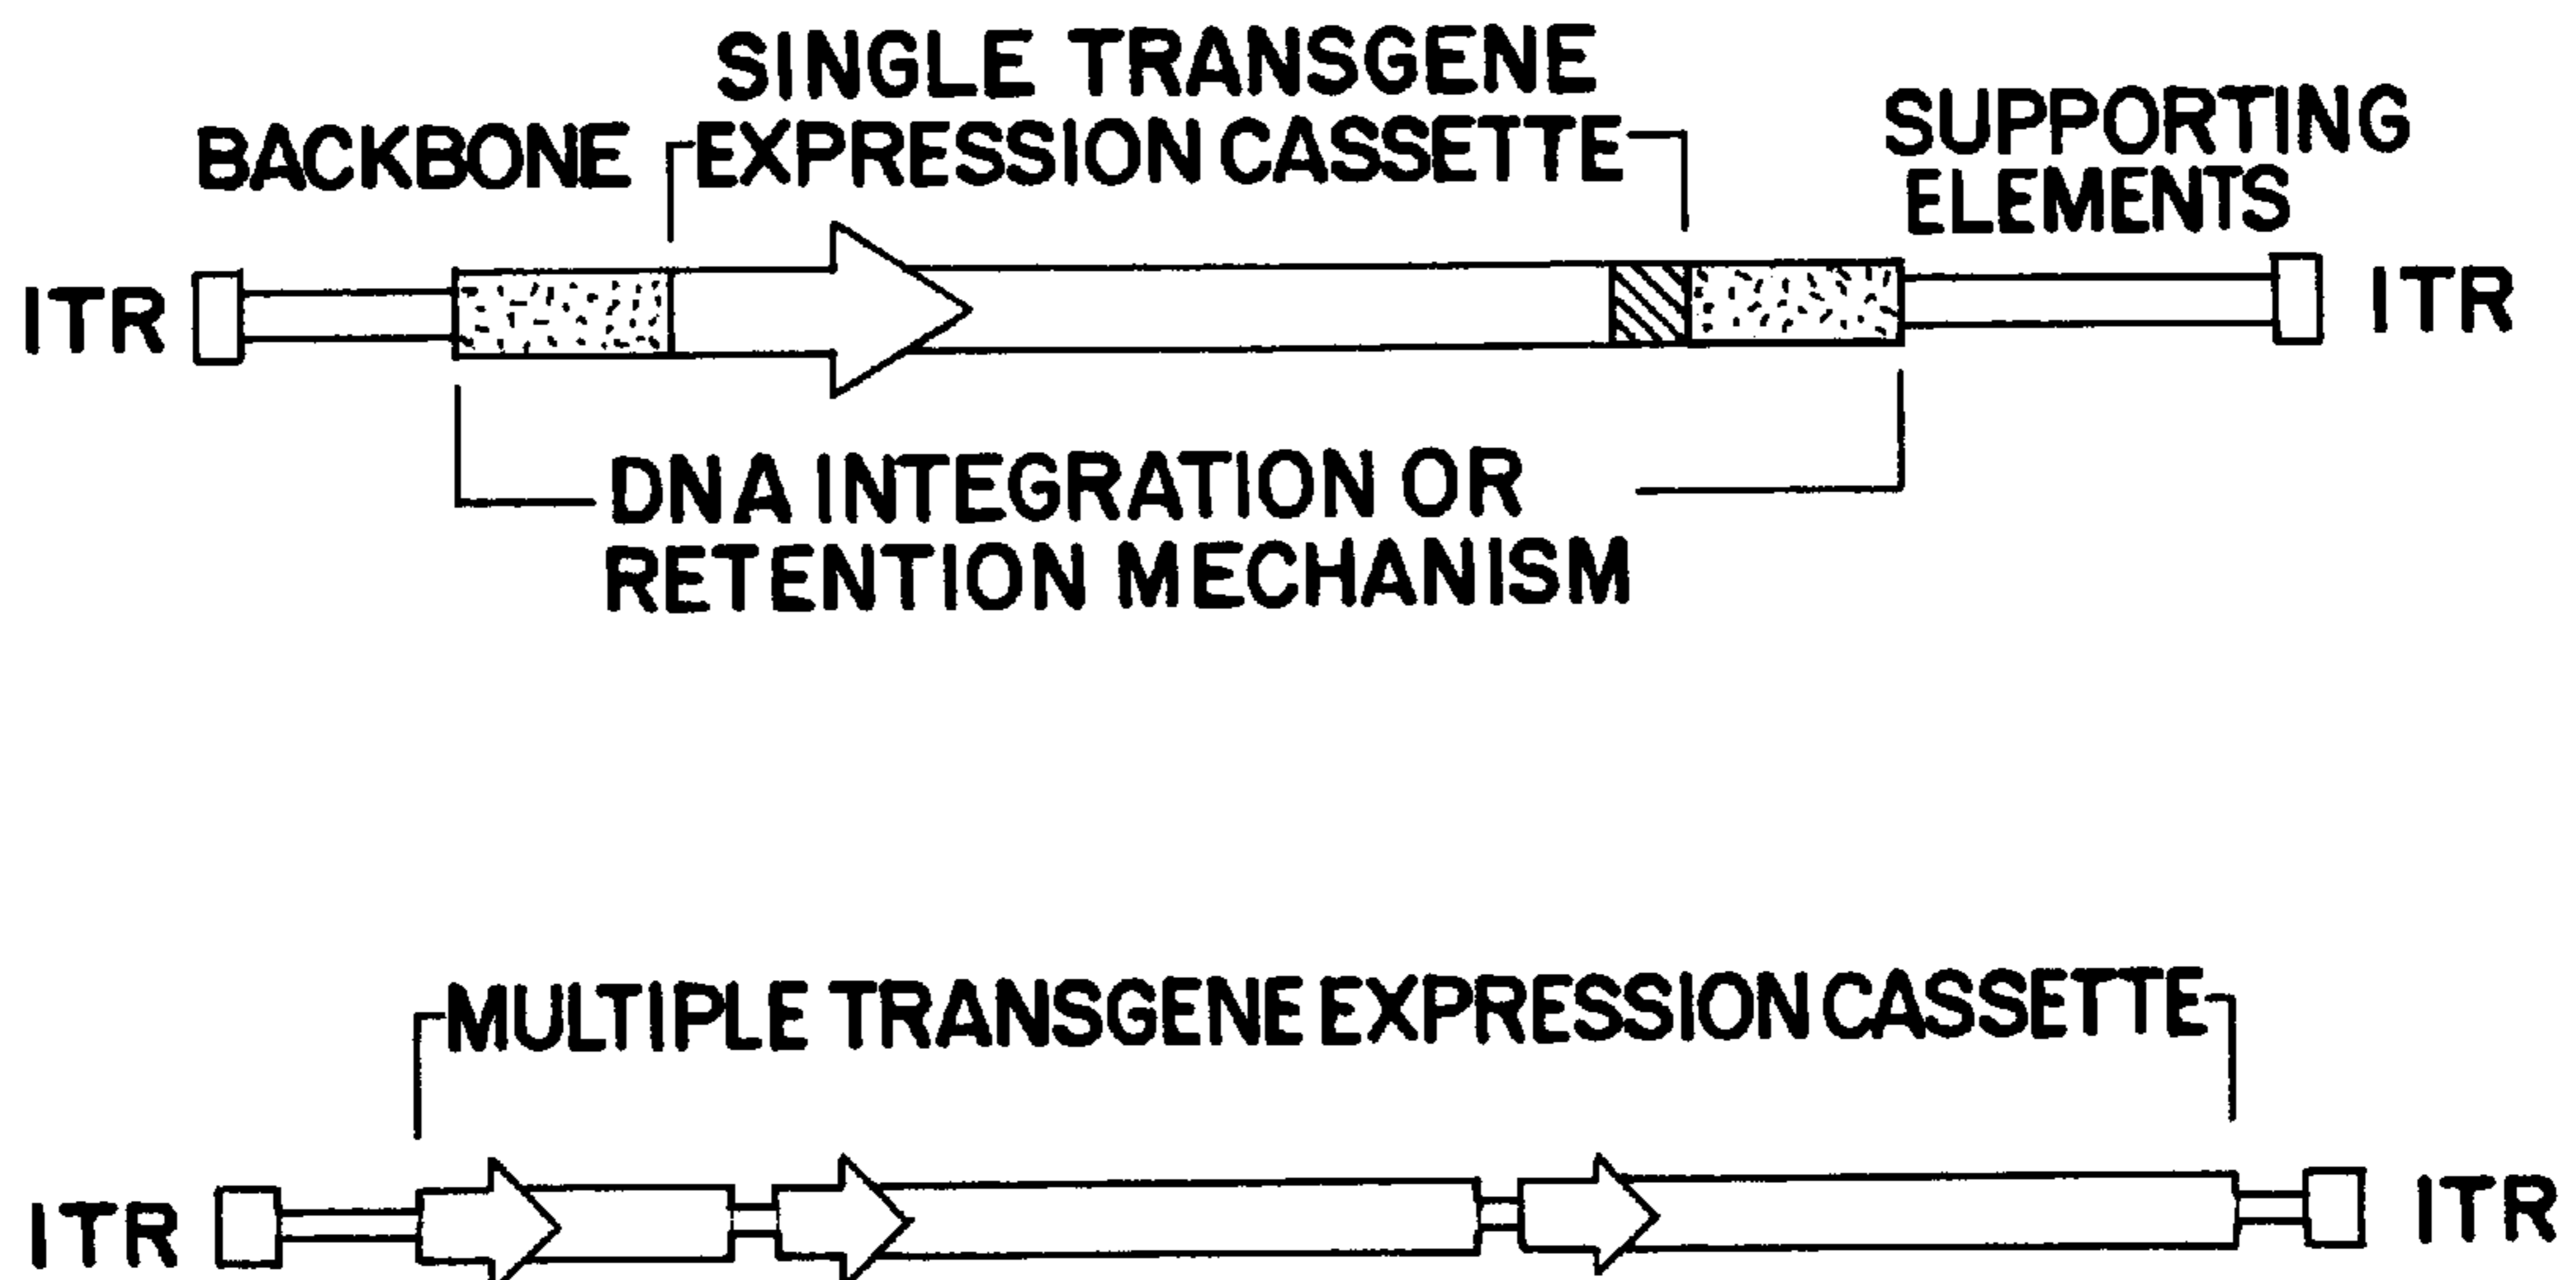 SINGLE TRANSGENE
EXPRESSION CASSETTE
BACKBONE
SUPPORTING
ELEMENTS
ITR
ITR
DNA INTEGRATION OR
RETENTION MECHANISM
MULTIPLE TRANSGENE EXPRESSION CASSETTE
ITR
ITR